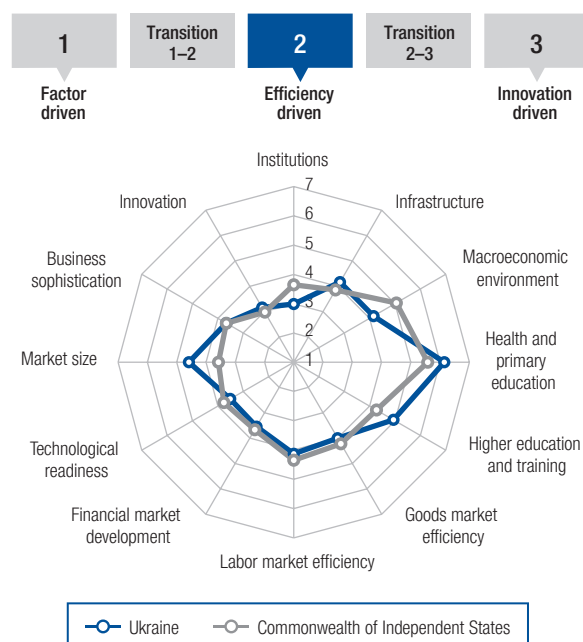 1
Transition
1–2
2
Transition
2–3
3
Factor
driven
Efficiency
driven
Innovation
driven
Institutions
Infrastructure
Macroeconomic
environment
Health and
primary
education
Higher education
and training
Goods market
efficiency
Labor market efficiency
Financial market
development
Technological
readiness
Market size
Business
sophistication
Innovation
7
6
5
4
3
2
1
Ukraine
Commonwealth of Independent States